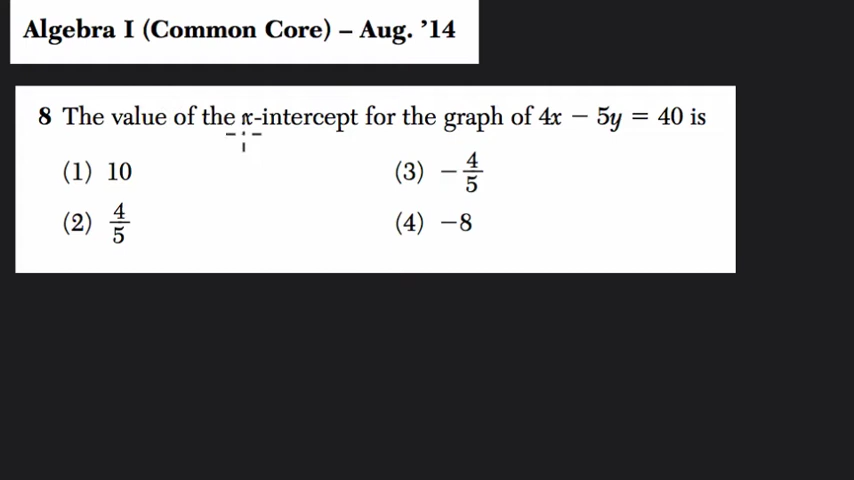 Algebra I (Common Core) – Aug. ’14
8 The value of the x-intercept for the graph of 4x − 5y = 40 is
(1) 10 (3) −4/5
(2) 4/5 (4) −8